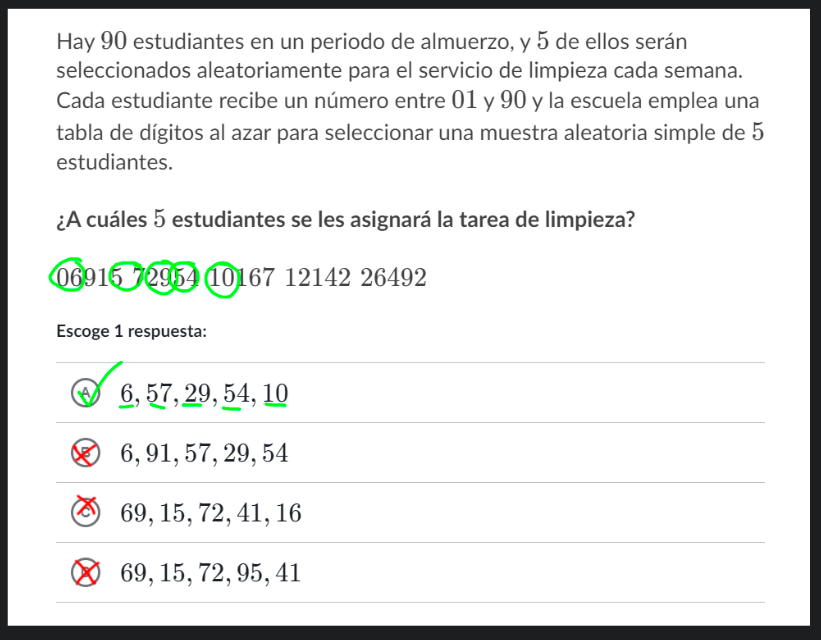 Hay 90 estudiantes en un periodo de almuerzo, y 5 de ellos serán
seleccionados aleatoriamente para el servicio de limpieza cada semana.
Cada estudiante recibe un número entre 01 y 90 y la escuela emplea una
tabla de dígitos al azar para seleccionar una muestra aleatoria simple de 5
estudiantes.
¿A cuáles 5 estudiantes se les asignará la tarea de limpieza?
06915 72954 10167 12142 26492
Escoge 1 respuesta:
A 6, 57, 29, 54, 10
B 6, 91, 57, 29, 54
C 69, 15, 72, 41, 16
D 69, 15, 72, 95, 41